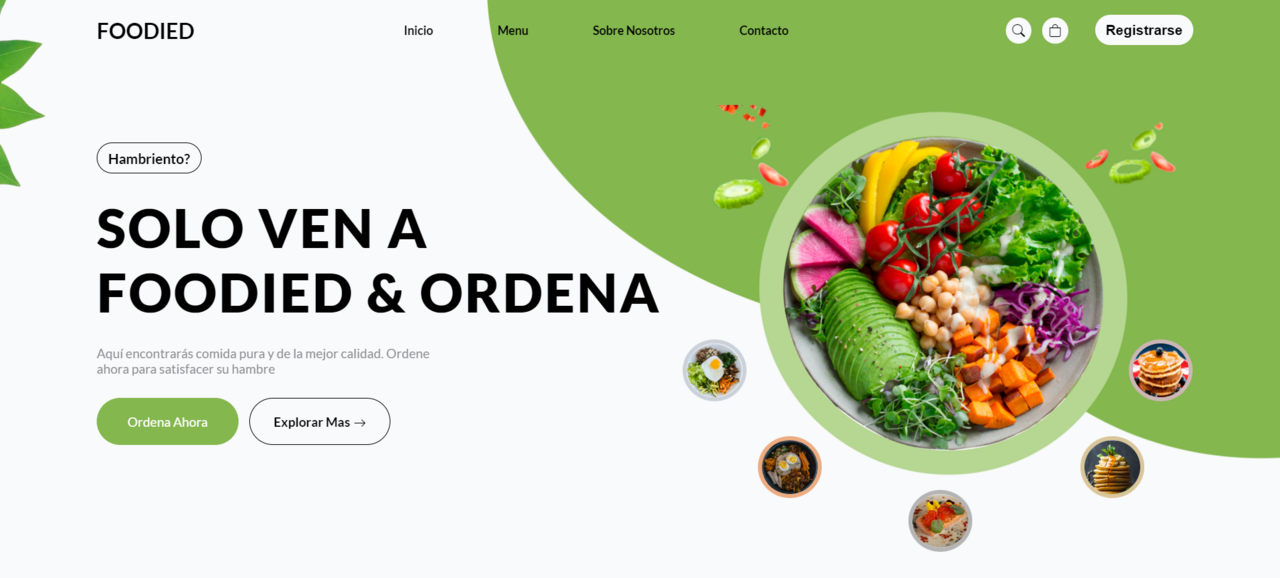 FOODIED
Inicio
Menu
Sobre Nosotros
Contacto
Registrarse
Hambriento?
SOLO VEN A
FOODIED & ORDENA
Aquí encontrarás comida pura y de la mejor calidad. Ordene
ahora para satisfacer su hambre
Ordena Ahora
Explorar Mas →